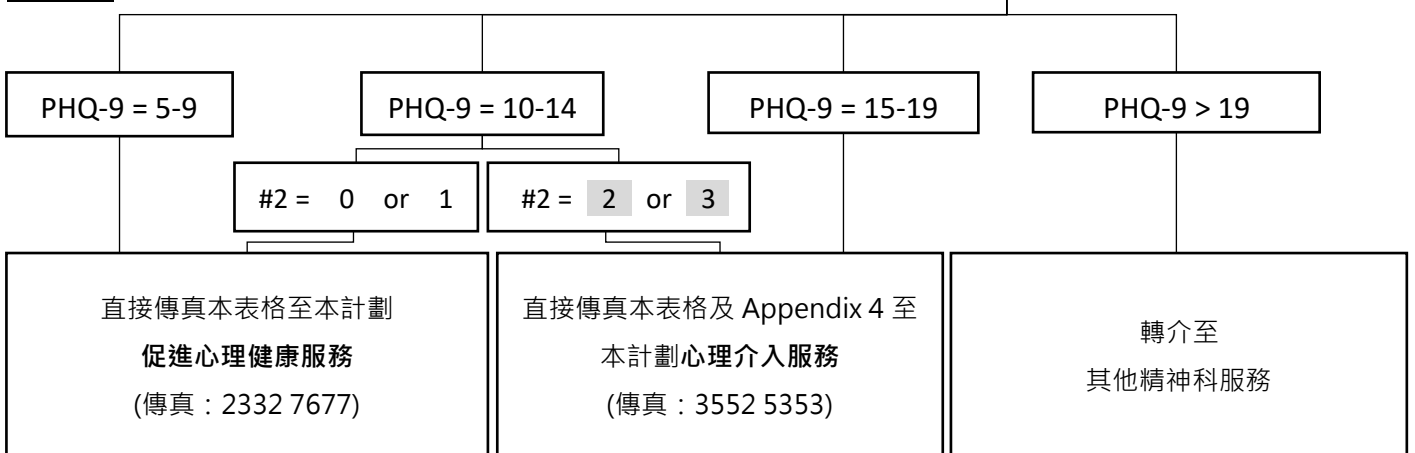 PHQ-9 = 5-9
PHQ-9 = 10-14
PHQ-9 = 15-19
PHQ-9 > 19
#2 = 0 or 1
#2 = 2 or 3
直接傳真本表格至本計劃
促進心理健康服務
(傳真：2332 7677)
直接傳真本表格及 Appendix 4 至
本計劃心理介入服務
(傳真：3552 5353)
轉介至
其他精神科服務